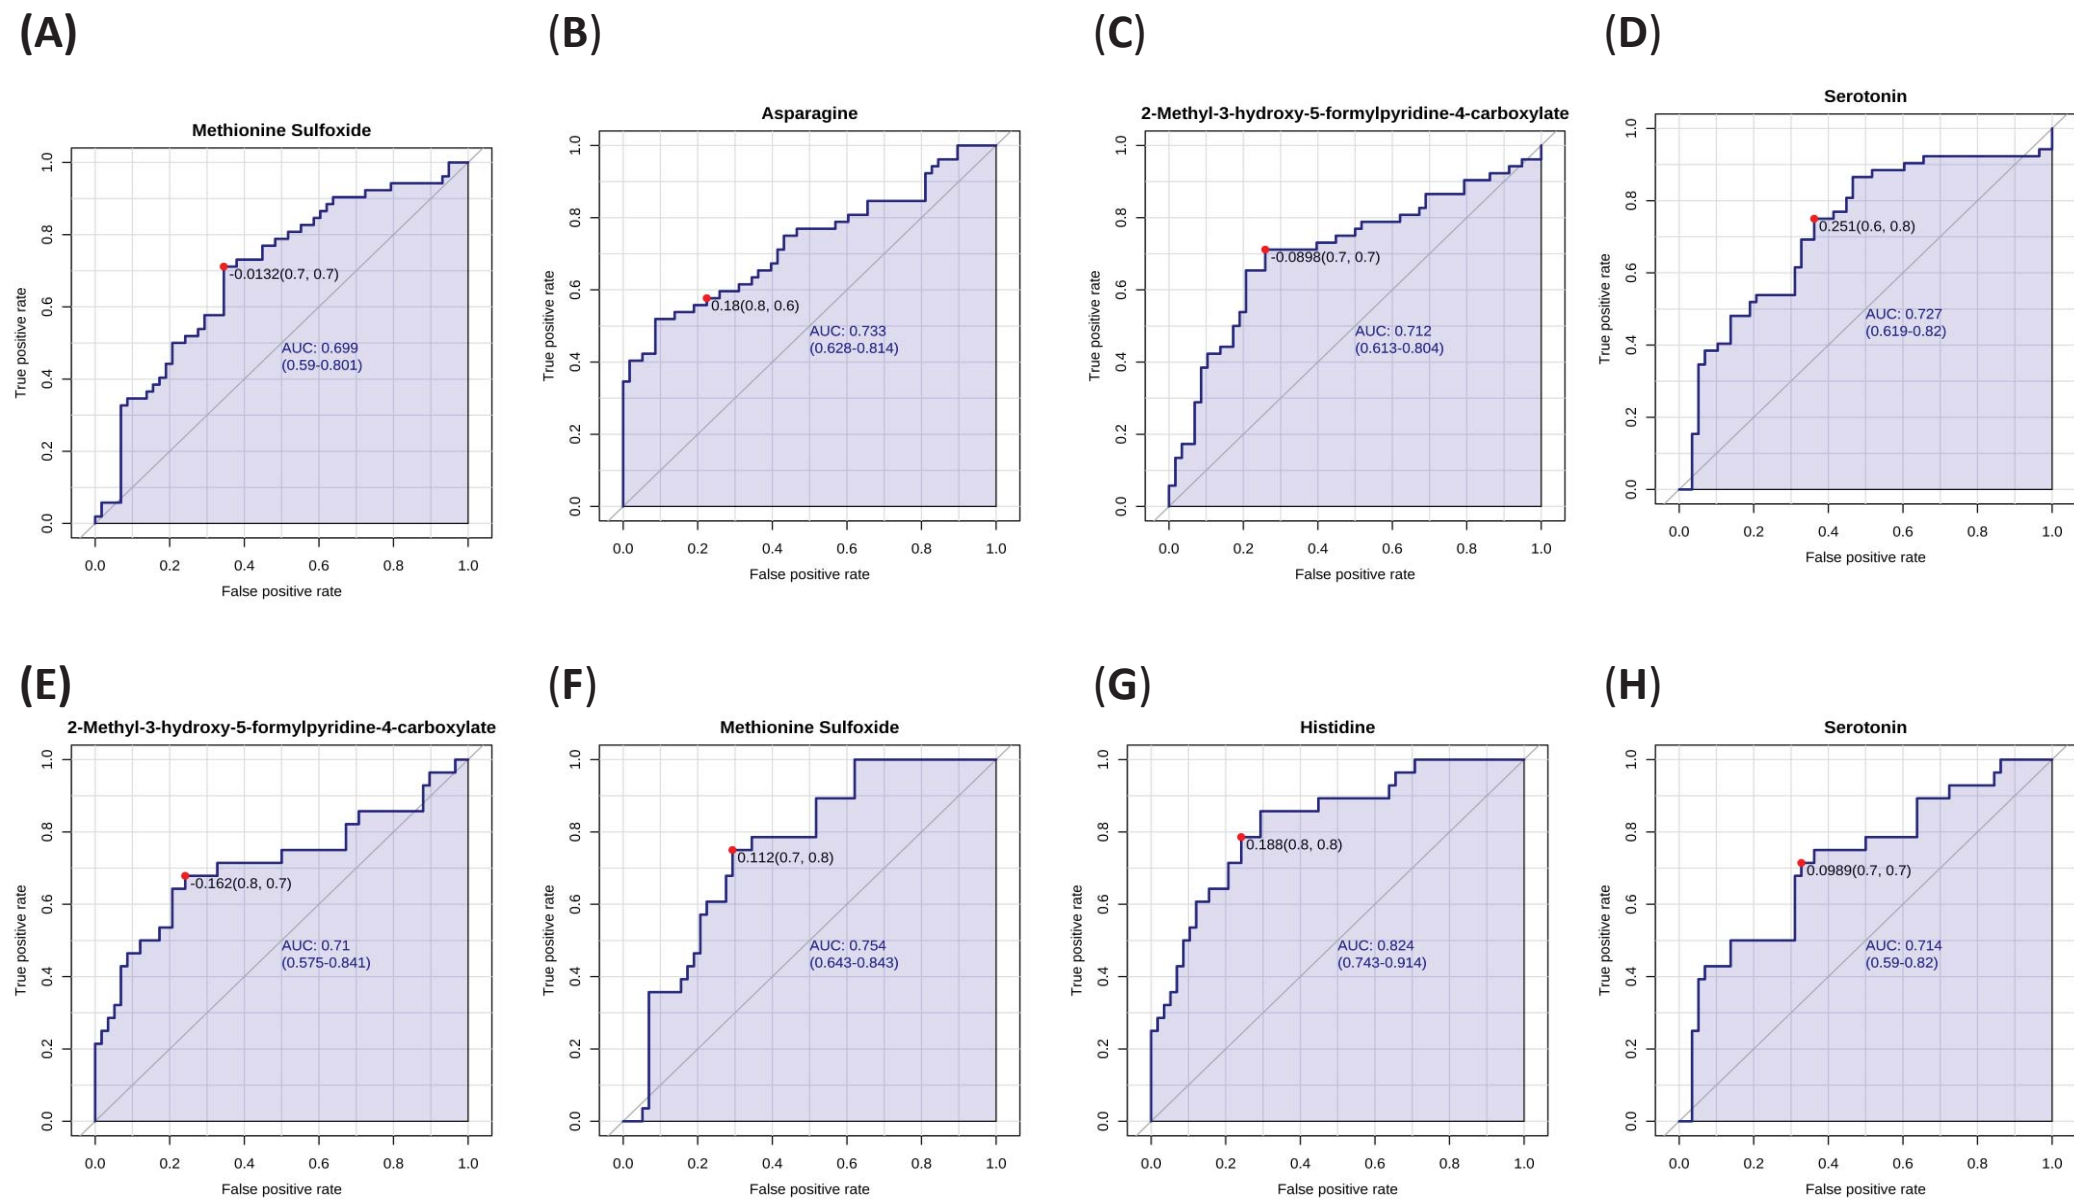 (A)
Methionine Sulfoxide
True positive rate
0.0 0.2 0.4 0.6 0.8 1.0
-0.0132(0.7, 0.7)
AUC: 0.699
(0.59-0.801)
0.0 0.2 0.4 0.6 0.8 1.0
False positive rate
(B)
Asparagine
True positive rate
0.0 0.2 0.4 0.6 0.8 1.0
0.18(0.8, 0.6)
AUC: 0.733
(0.628-0.814)
0.0 0.2 0.4 0.6 0.8 1.0
False positive rate
(C)
2-Methyl-3-hydroxy-5-formylpyridine-4-carboxylate
True positive rate
0.0 0.2 0.4 0.6 0.8 1.0
-0.0898(0.7, 0.7)
AUC: 0.712
(0.613-0.804)
0.0 0.2 0.4 0.6 0.8 1.0
False positive rate
(D)
Serotonin
True positive rate
0.0 0.2 0.4 0.6 0.8 1.0
0.251(0.6, 0.8)
AUC: 0.727
(0.619-0.82)
0.0 0.2 0.4 0.6 0.8 1.0
False positive rate
(E)
2-Methyl-3-hydroxy-5-formylpyridine-4-carboxylate
True positive rate
0.0 0.2 0.4 0.6 0.8 1.0
-0.162(0.8, 0.7)
AUC: 0.71
(0.575-0.841)
0.0 0.2 0.4 0.6 0.8 1.0
False positive rate
(F)
Methionine Sulfoxide
True positive rate
0.0 0.2 0.4 0.6 0.8 1.0
0.112(0.7, 0.8)
AUC: 0.754
(0.643-0.843)
0.0 0.2 0.4 0.6 0.8 1.0
False positive rate
(G)
Histidine
True positive rate
0.0 0.2 0.4 0.6 0.8 1.0
0.188(0.8, 0.8)
AUC: 0.824
(0.743-0.914)
0.0 0.2 0.4 0.6 0.8 1.0
False positive rate
(H)
Serotonin
True positive rate
0.0 0.2 0.4 0.6 0.8 1.0
0.0989(0.7, 0.7)
AUC: 0.714
(0.59-0.82)
0.0 0.2 0.4 0.6 0.8 1.0
False positive rate